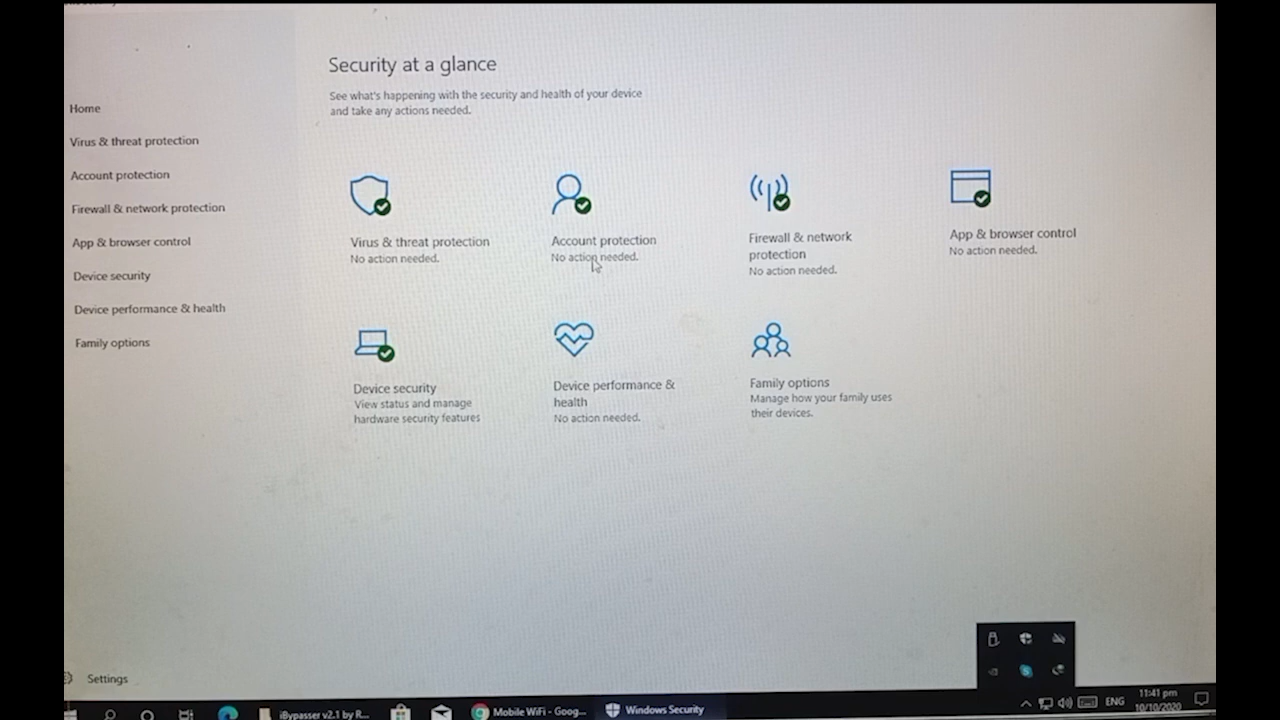 Security at a glance
See what's happening with the security and health of your device
and take any actions needed.
Home
Virus & threat protection
Account protection
Firewall & network protection
App & browser control
Device security
Device performance & health
Family options
Virus & threat protection
No action needed.
Account protection
No action needed.
Firewall & network
protection
No action needed.
App & browser control
No action needed.
Device security
View status and manage
hardware security features
Device performance &
health
No action needed.
Family options
Manage how your family uses
their devices.
Settings
iBypasser v2.1 by R...
Mobile WiFi - Goog...
Windows Security
ENG
11:41 pm
10/10/2020